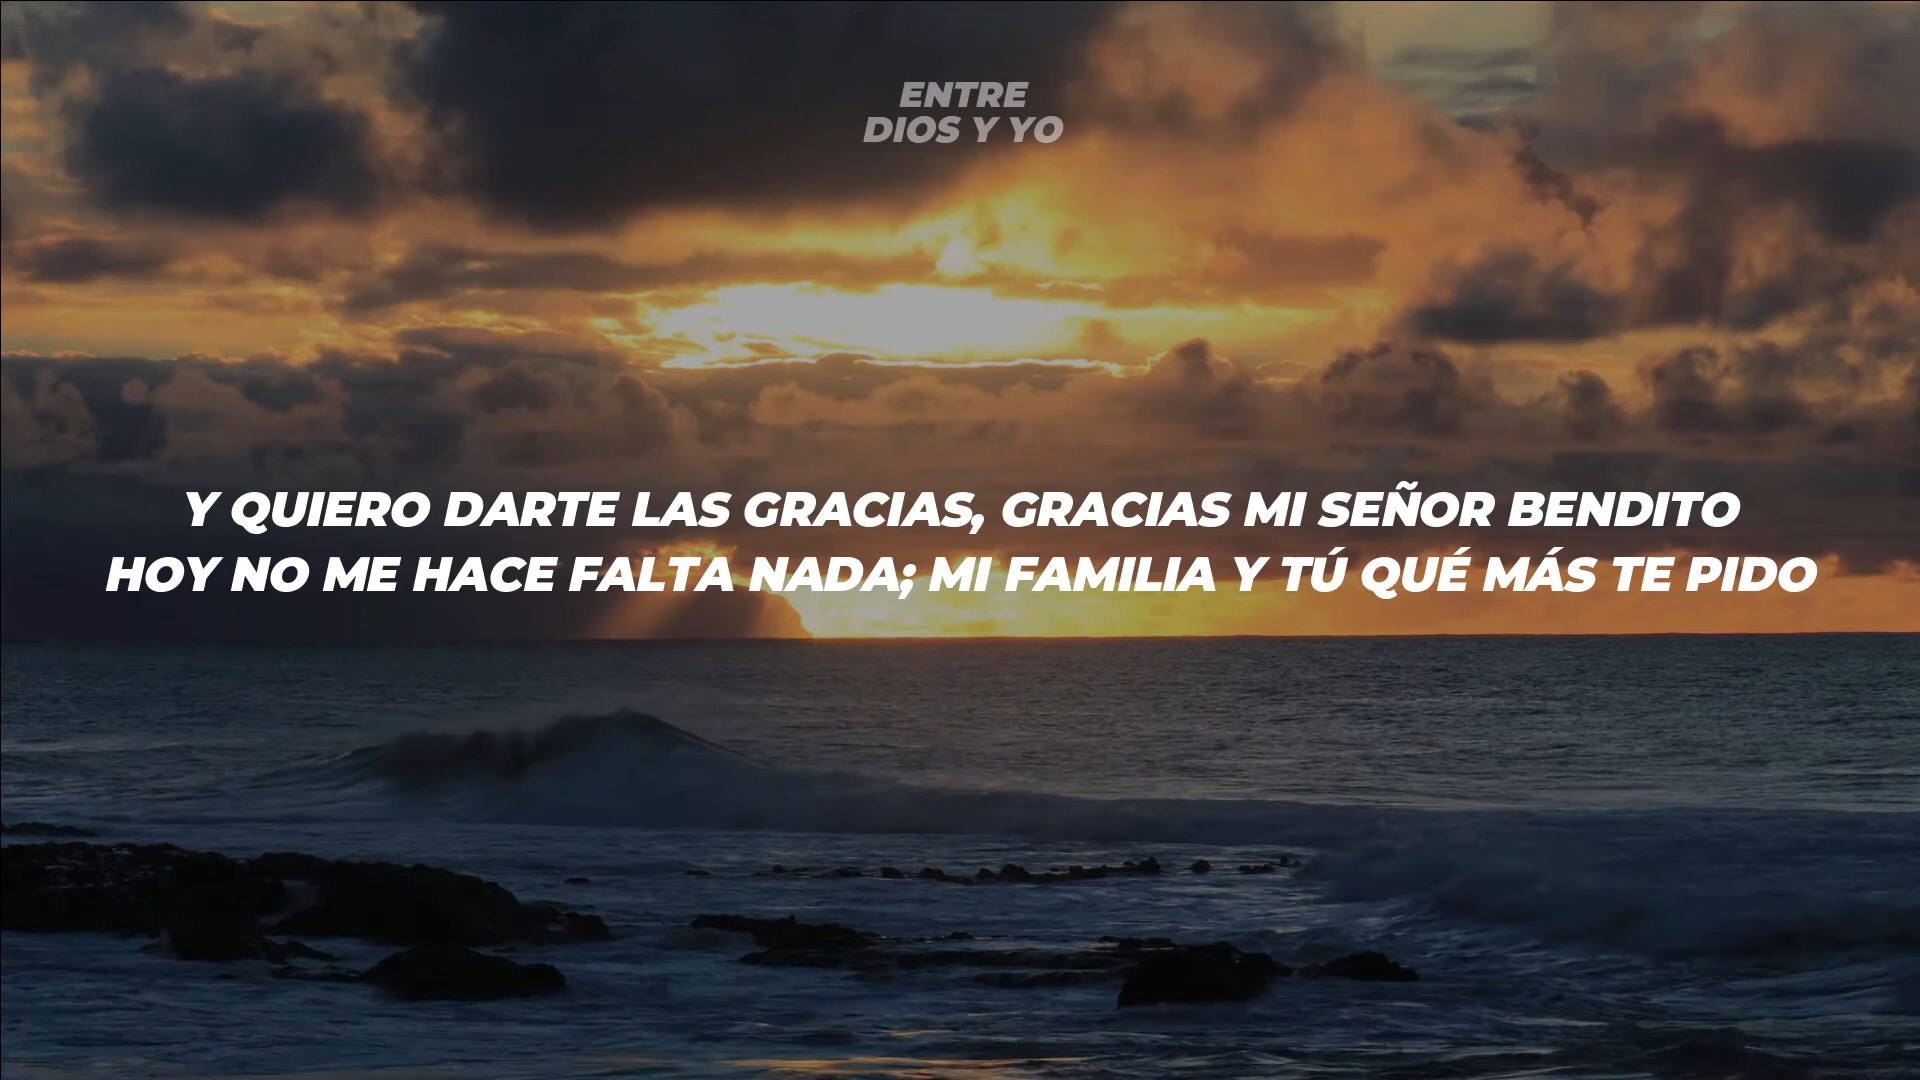 ENTRE
DIOS Y YO
Y QUIERO DARTE LAS GRACIAS, GRACIAS MI SEÑOR BENDITO
HOY NO ME HACE FALTA NADA; MI FAMILIA Y TÚ QUÉ MÁS TE PIDO